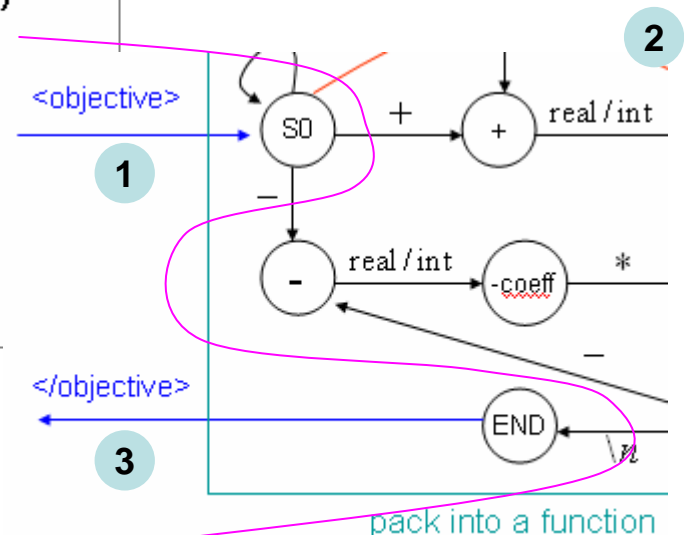 )
2
<objective>
S0
+
+
real/int
1
–
-
real/int
-coeff
*
–
</objective>
END
\n
3
pack into a function